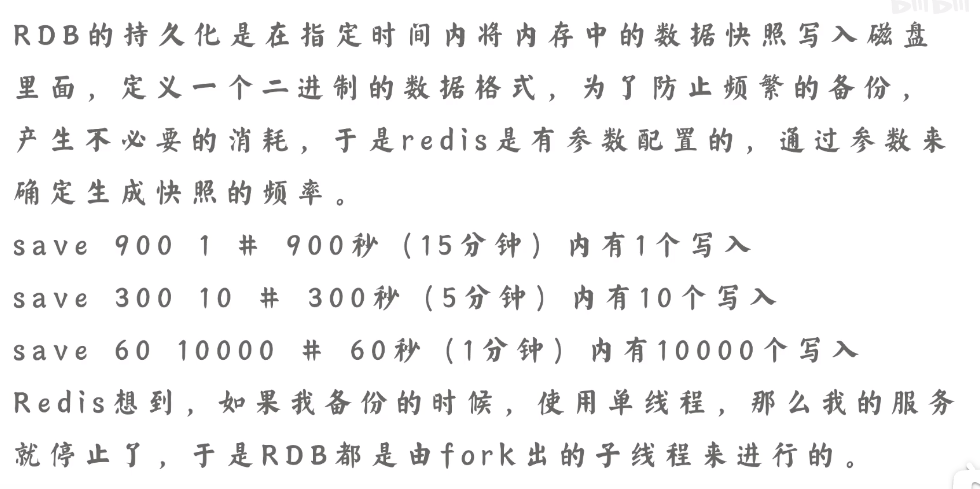 bilibili
RDB的持久化是在指定时间内将内存中的数据快照写入磁盘
里面，定义一个二进制的数据格式，为了防止频繁的备份，
产生不必要的消耗，于是redis是有参数配置的，通过参数来
确定生成快照的频率。
save 900 1 # 900秒（15分钟）内有1个写入
save 300 10 # 300秒（5分钟）内有10个写入
save 60 10000 # 60秒（1分钟）内有10000个写入
Redis想到，如果我备份的时候，使用单线程，那么我的服务
就停止了，于是RDB都是由fork出的子线程来进行的。